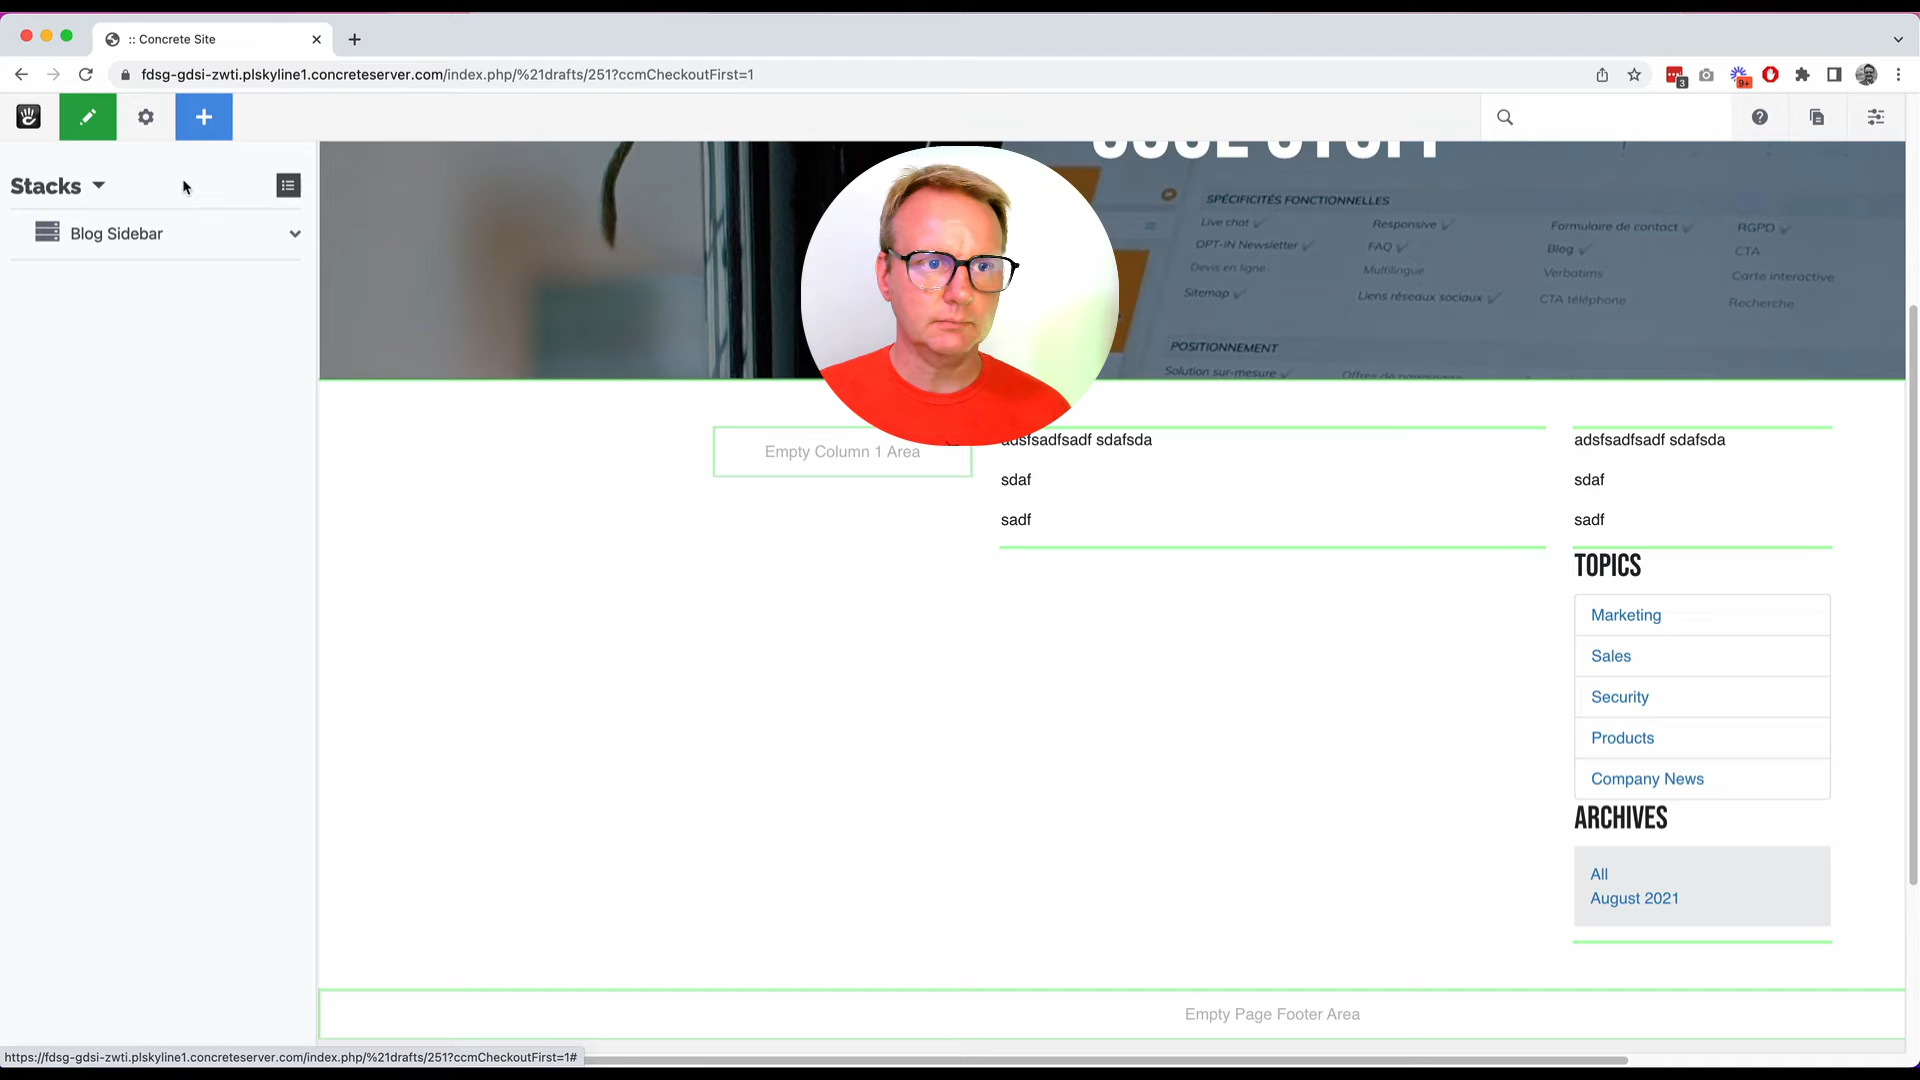 :: Concrete Site
fdsg-gdsi-zwti.plskyline1.concreteserver.com/index.php/%21drafts/251?ccmCheckoutFirst=1
3
9+
Stacks
Blog Sidebar
SPÉCIFICITÉS FONCTIONNELLES
Live chat
Responsive
Formulaire de contact
RGPD
OPT-IN Newsletter
FAQ
Blog
CTA
Devis en ligne
Multilingue
Verbatims
Carte interactive
Sitemap
Liens réseaux sociaux
CTA téléphone
Recherche
POSITIONNEMENT
Solution sur-mesure
Empty Column 1 Area
adsfsadfsadf sdafsda
sdaf
sadf
adsfsadfsadf sdafsda
sdaf
sadf
TOPICS
Marketing
Sales
Security
Products
Company News
ARCHIVES
All
August 2021
Empty Page Footer Area
https://fdsg-gdsi-zwti.plskyline1.concreteserver.com/index.php/%21drafts/251?ccmCheckoutFirst=1#